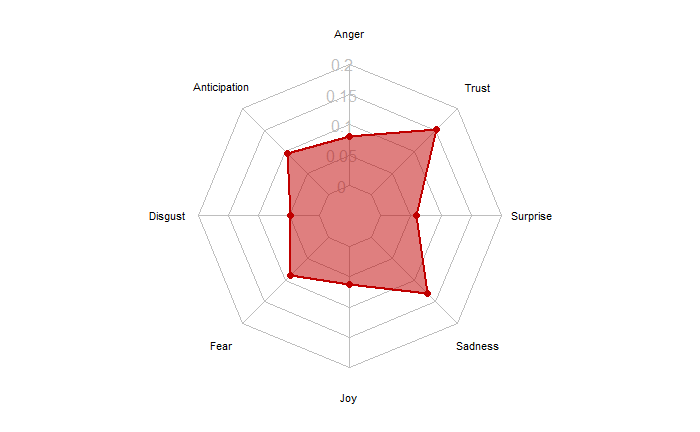 Anger
0.2
Anticipation
Trust
0.15
0.1
0.05
0
Disgust
Surprise
Fear
Sadness
Joy